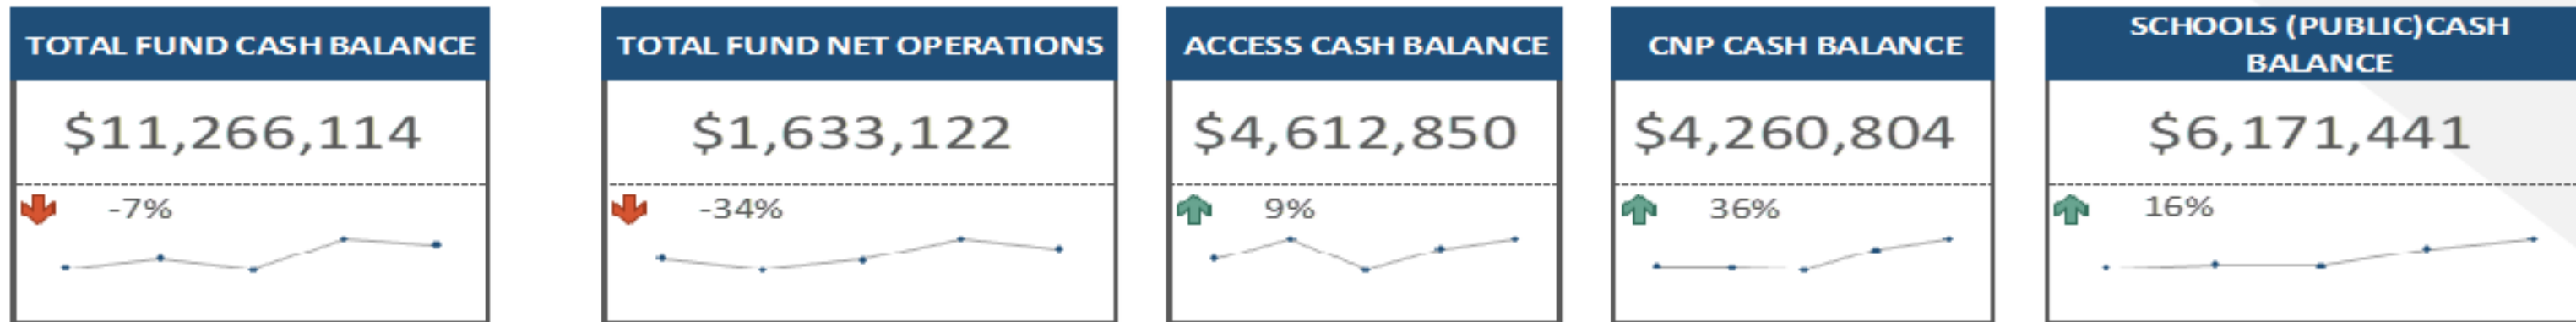 TOTAL FUND CASH BALANCE
$11,266,114
-7%
TOTAL FUND NET OPERATIONS
$1,633,122
-34%
ACCESS CASH BALANCE
$4,612,850
9%
CNP CASH BALANCE
$4,260,804
36%
SCHOOLS (PUBLIC)CASH
BALANCE
$6,171,441
16%